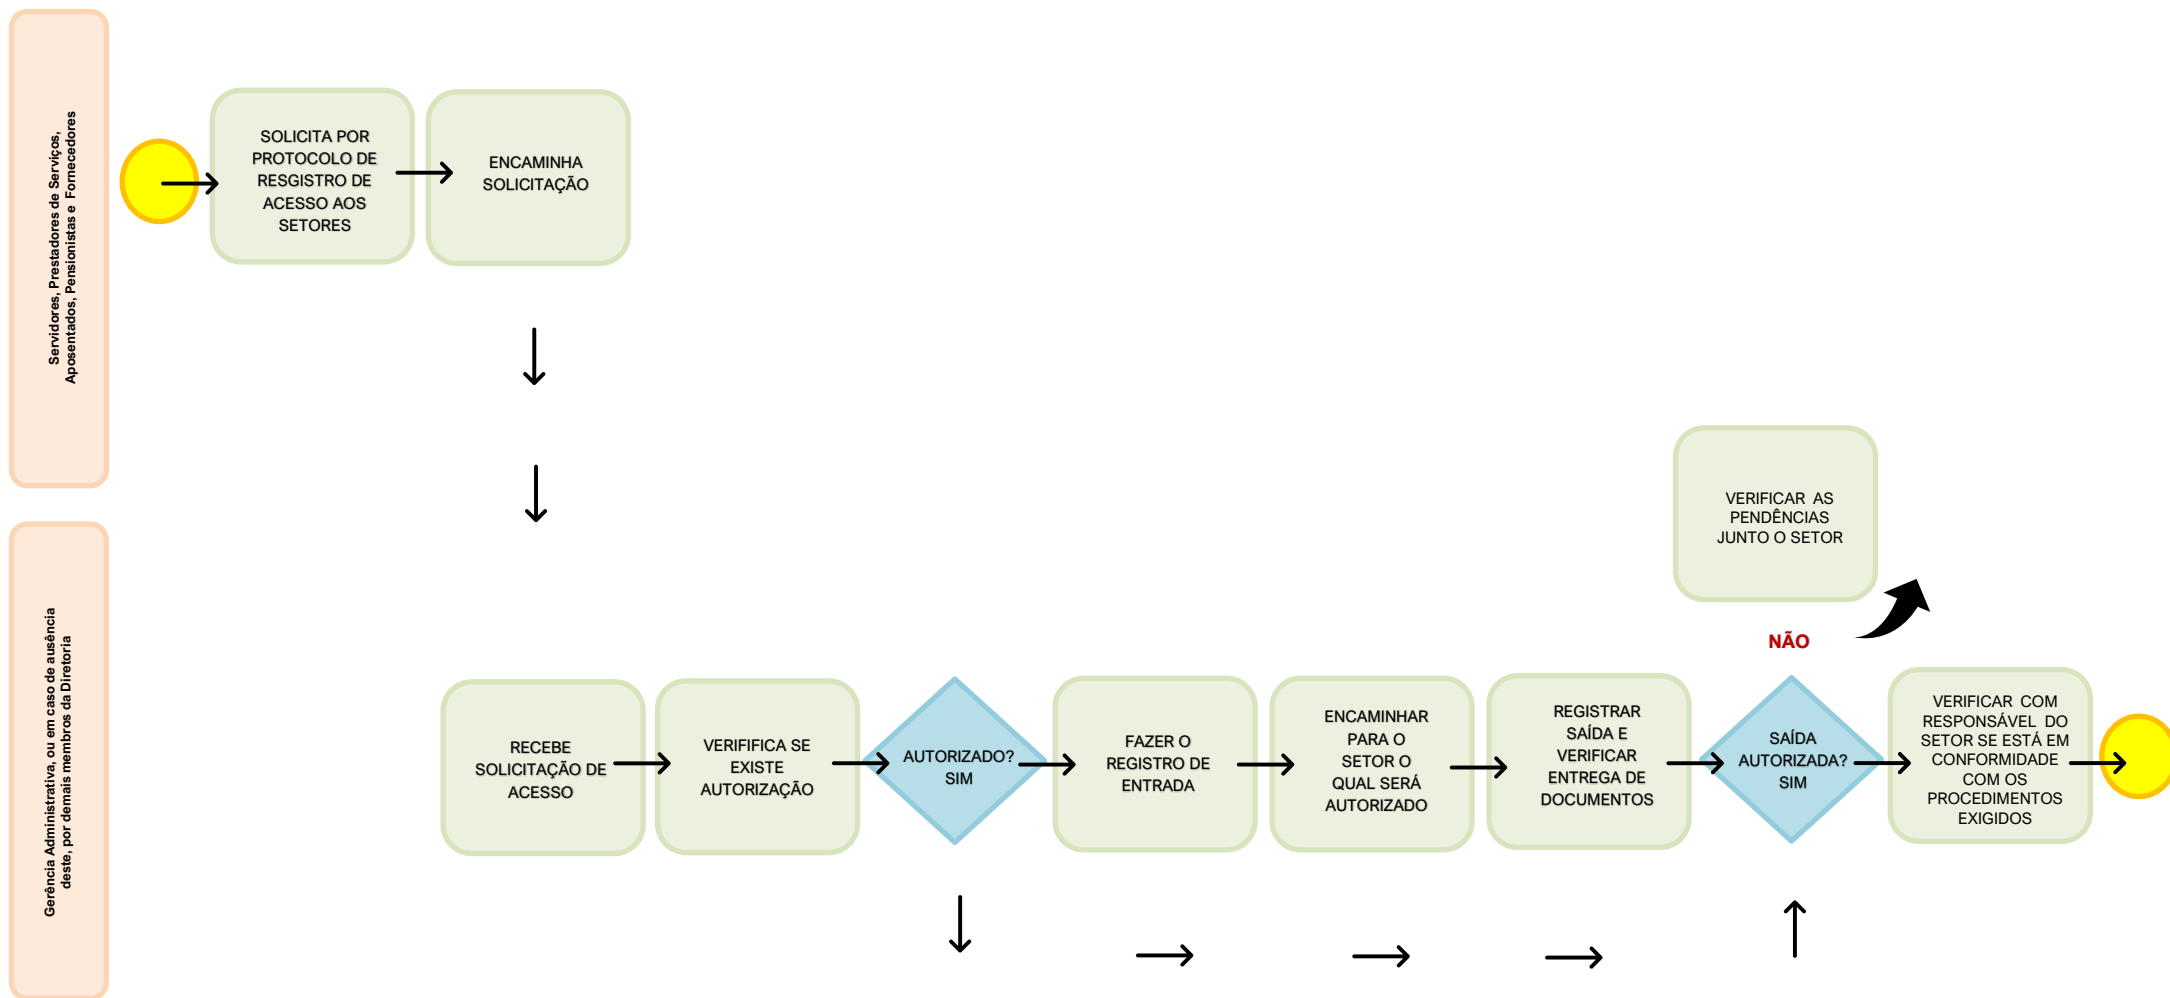 Servidores, Prestadores de Serviços,
Aposentados, Pensionistas e Fornecedores
SOLICITA POR
PROTOCOLO DE
RESGISTRO DE
ACESSO AOS
SETORES
ENCAMINHA
SOLICITAÇÃO
VERIFICAR AS
PENDÊNCIAS
JUNTO O SETOR
NÃO
Gerência Administrativa, ou em caso de ausência
deste, por demais membros da Diretoria
RECEBE
SOLICITAÇÃO DE
ACESSO
VERIFIFICA SE
EXISTE
AUTORIZAÇÃO
AUTORIZADO?
SIM
FAZER O
REGISTRO DE
ENTRADA
ENCAMINHAR
PARA O
SETOR O
QUAL SERÁ
AUTORIZADO
REGISTRAR
SAÍDA E
VERIFICAR
ENTREGA DE
DOCUMENTOS
SAÍDA
AUTORIZADA?
SIM
VERIFICAR COM
RESPONSÁVEL DO
SETOR SE ESTÁ EM
CONFORMIDADE
COM OS
PROCEDIMENTOS
EXIGIDOS